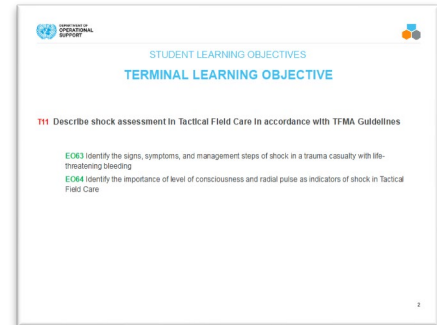 DEPARTMENT OF
OPERATIONAL
SUPPORT
STUDENT LEARNING OBJECTIVES
TERMINAL LEARNING OBJECTIVE
T11 Describe shock assessment in Tactical Field Care in accordance with TFMA Guidelines
EO63 Identify the signs, symptoms, and management steps of shock in a trauma casualty with life-
threatening bleeding
EO64 Identify the importance of level of consciousness and radial pulse as indicators of shock in Tactical
Field Care
2